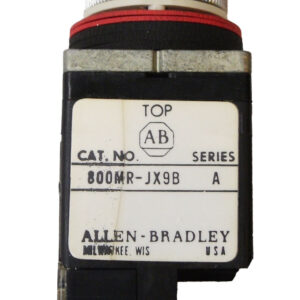 TOP
AB
CAT. NO. SERIES
800MR-JX9B A
ALLEN-BRADLEY
MILWAUKEE, WIS USA